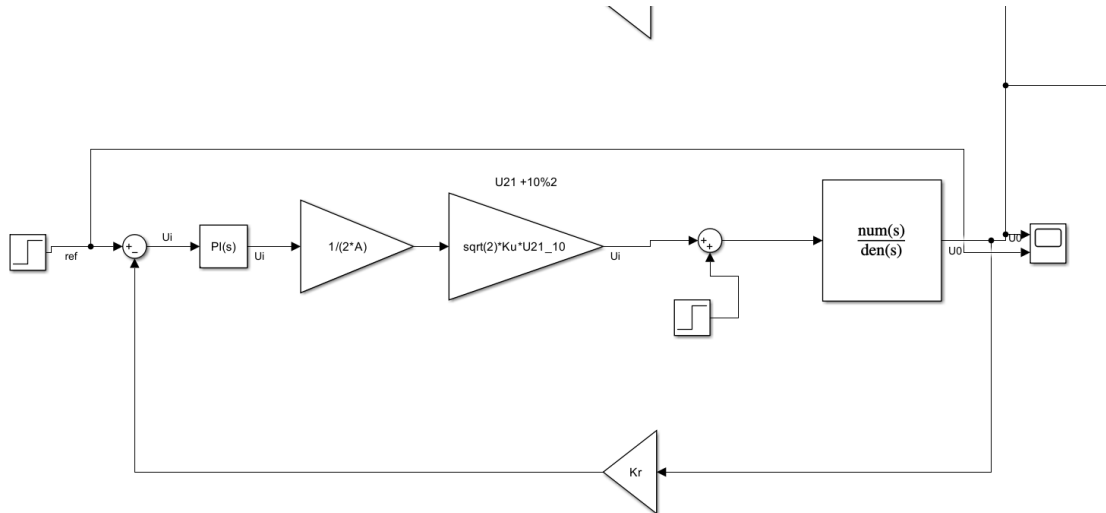 U21 +10%2
+
−
Ui
PI(s)
Ui
1/(2*A)
sqrt(2)*Ku*U21_10
Ui
+
+
num(s)
den(s)
U0
U0
ref
Kr